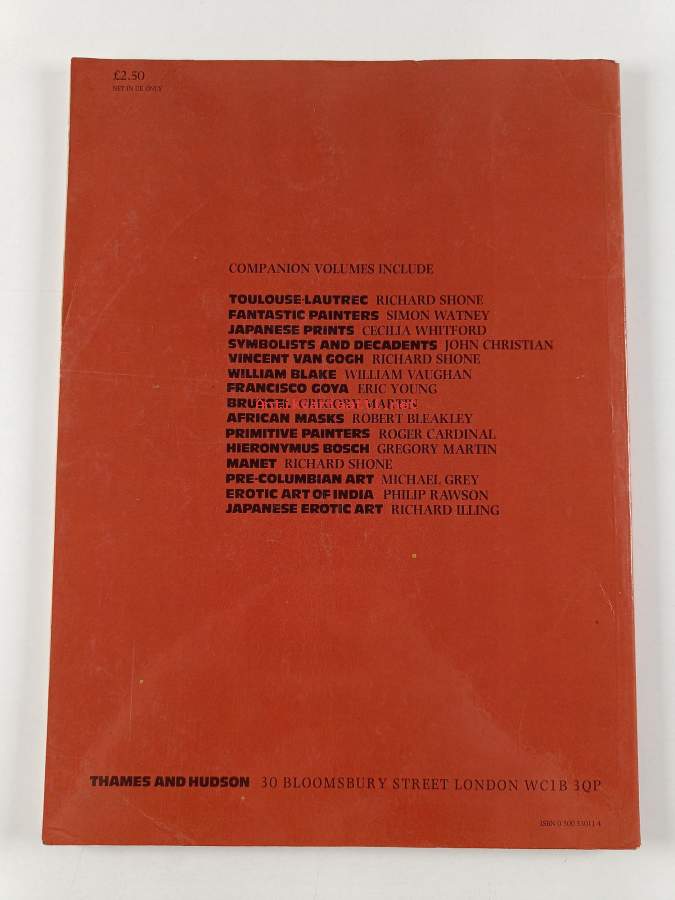 £2.50
NET IN UK ONLY
COMPANION VOLUMES INCLUDE
TOULOUSE-LAUTREC RICHARD SHONE
FANTASTIC PAINTERS SIMON WATNEY
JAPANESE PRINTS CECILIA WHITFORD
SYMBOLISTS AND DECADENTS JOHN CHRISTIAN
VINCENT VAN GOGH RICHARD SHONE
WILLIAM BLAKE WILLIAM VAUGHAN
FRANCISCO GOYA ERIC YOUNG
BRUEGEL GREGORY MARTIN
AFRICAN MASKS ROBERT BLEAKLEY
PRIMITIVE PAINTERS ROGER CARDINAL
HIERONYMUS BOSCH GREGORY MARTIN
MANET RICHARD SHONE
PRE-COLUMBIAN ART MICHAEL GREY
EROTIC ART OF INDIA PHILIP RAWSON
JAPANESE EROTIC ART RICHARD ILLING
THAMES AND HUDSON 30 BLOOMSBURY STREET LONDON WC1B 3QP
ISBN 0 500 53011 4